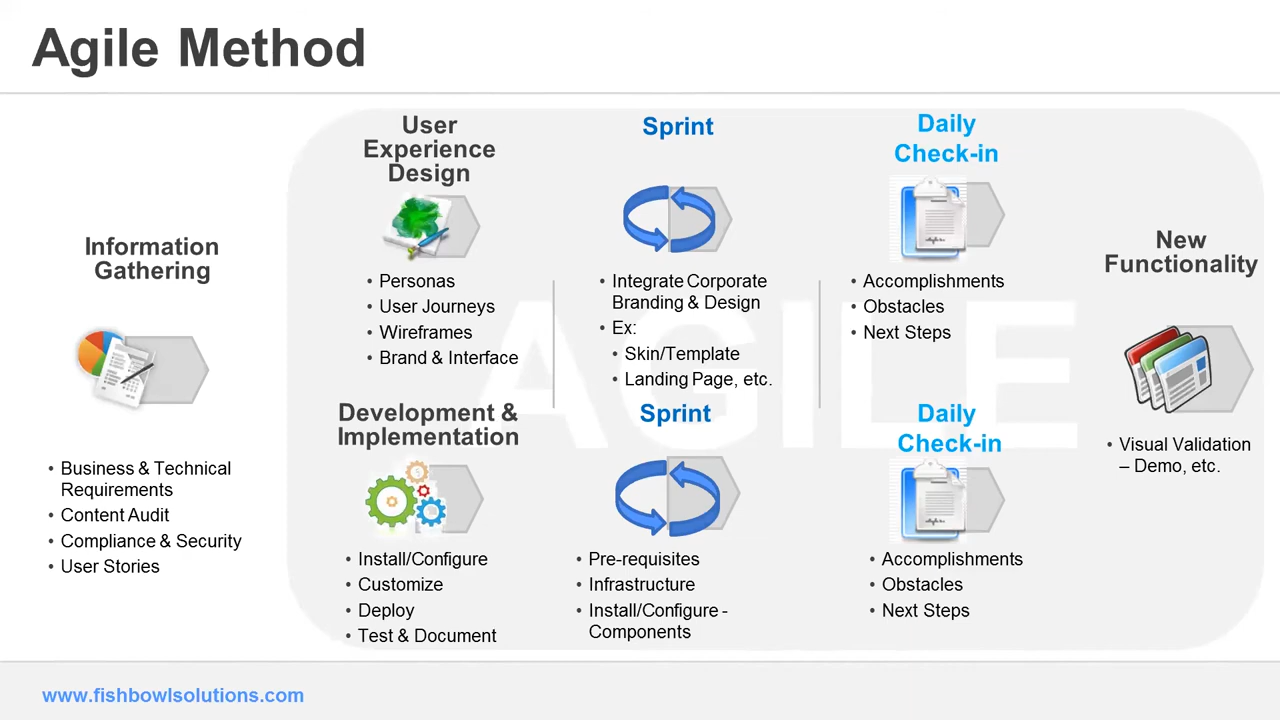 Agile Method
Information
Gathering
• Business & Technical
Requirements
• Content Audit
• Compliance & Security
• User Stories
User
Experience
Design
• Personas
• User Journeys
• Wireframes
• Brand & Interface
Sprint
• Integrate Corporate
Branding & Design
• Ex:
• Skin/Template
• Landing Page, etc.
Daily
Check-in
• Accomplishments
• Obstacles
• Next Steps
AGILE
Development &
Implementation
• Install/Configure
• Customize
• Deploy
• Test & Document
Sprint
• Pre-requisites
• Infrastructure
• Install/Configure -
Components
Daily
Check-in
• Accomplishments
• Obstacles
• Next Steps
New
Functionality
• Visual Validation
– Demo, etc.
www.fishbowlsolutions.com